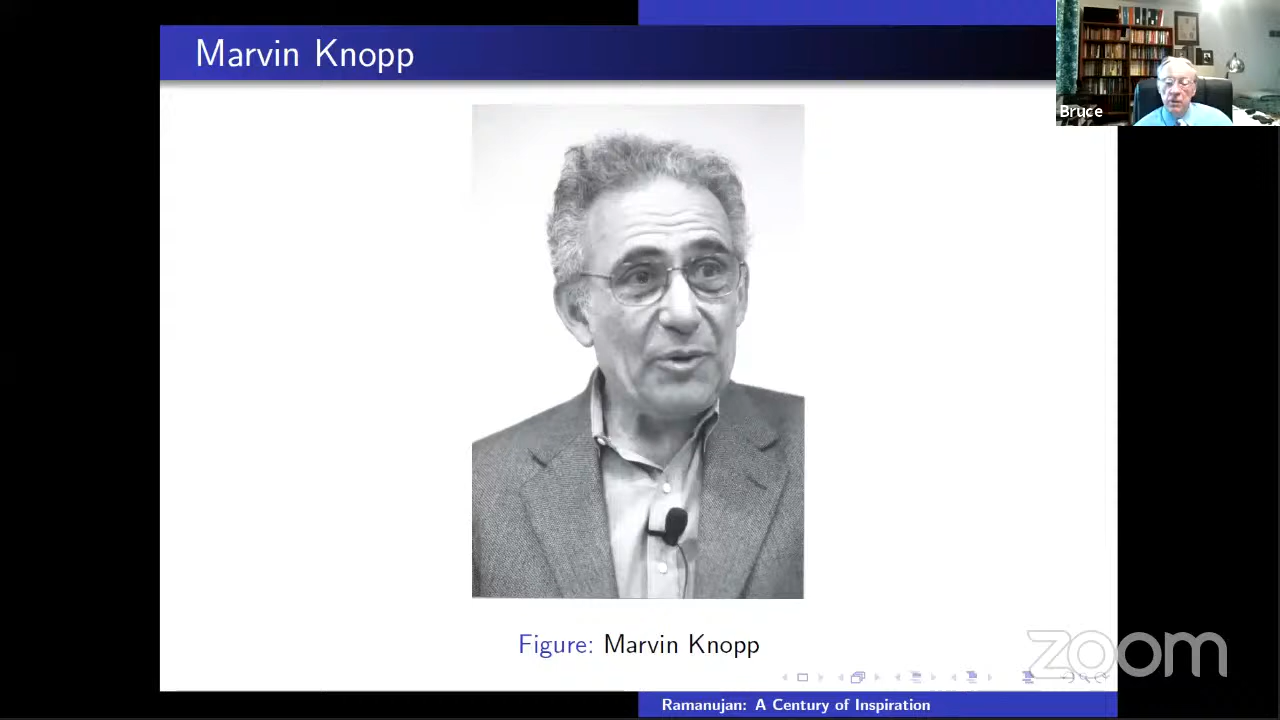 Marvin Knopp
Bruce
Figure: Marvin Knopp
zoom
Ramanujan: A Century of Inspiration